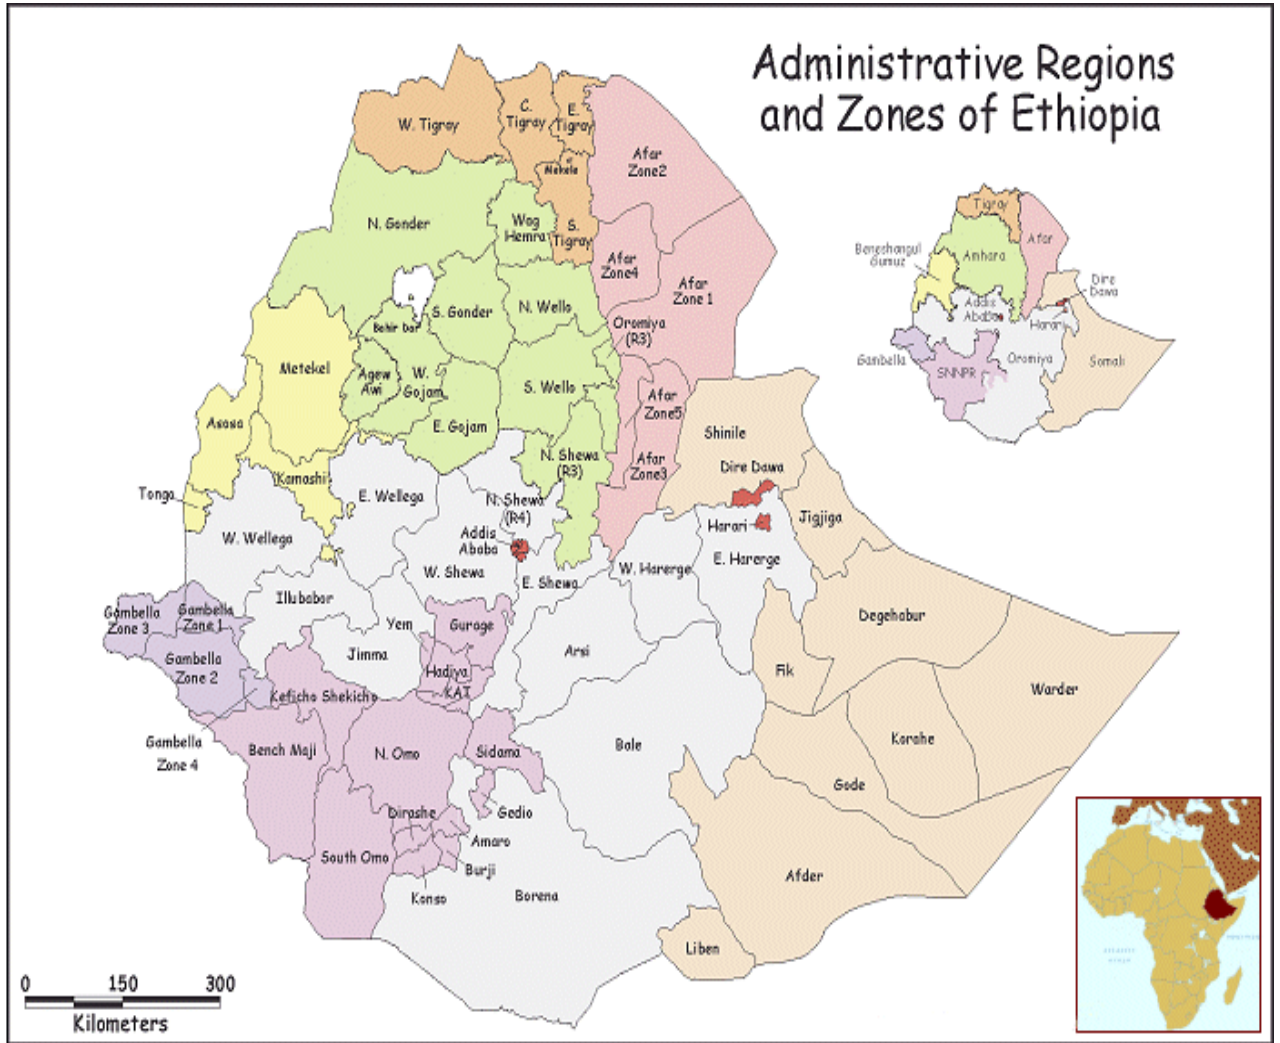 Administrative Regions
and Zones of Ethiopia
W. Tigray
C.
Tigray
E.
Tigray
Mekele
S.
Tigray
Afar
Zone2
N. Gonder
Wag
Hemra
Afar
Zone4
Afar
Zone 1
S. Gonder
N. Wello
Bahir Dar
Oromiya
(R3)
Metekel
Agew
Awi
W.
Gojam
S. Wello
Afar
Zone5
E. Gojam
Asosa
N. Shewa
(R3)
Afar
Zone3
Shinile
Dire Dawa
Kamashi
Tonga
E. Wellega
N. Shewa
(R4)
Jigjiga
Harari
W. Wellega
Addis
Ababa
E. Harerge
W. Shewa
E. Shewa
W. Harerge
Illubabor
Gambella
Zone 3
Gambella
Zone 1
Yem
Gurage
Degehabur
Jimma
Arsi
Gambella
Zone 2
Hadiya
KAT
Fik
Keficho Shekicho
Warder
Gambella
Zone 4
Bench Maji
N. Omo
Sidama
Bale
Korahe
Gode
Dirashe
Gedio
Amaro
South Omo
Burji
Konso
Borena
Afder
Liben
Tigray
Afar
Amhara
Beneshangul
Gumuz
Addis
Ababa
Dire
Dawa
Harari
Gambella
SNNPR
Oromiya
Somali
0 150 300
Kilometers